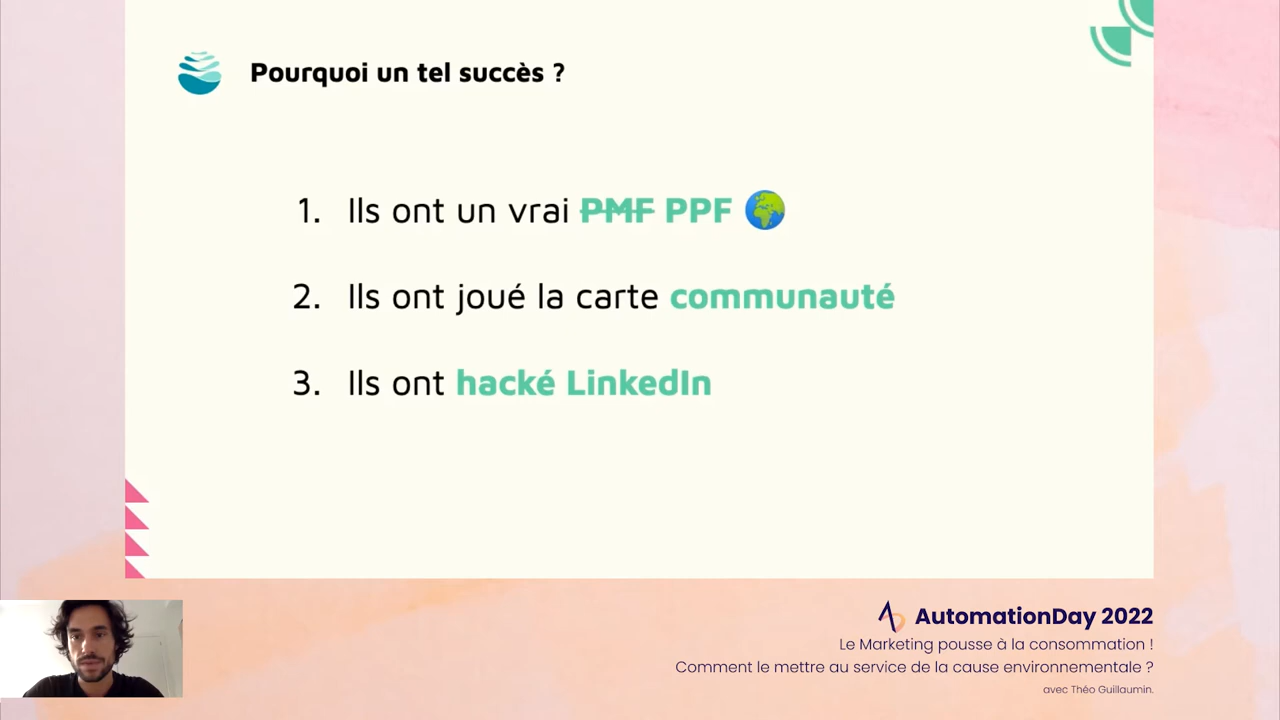 Pourquoi un tel succès ?
1. Ils ont un vrai PMF PPF 🌍
2. Ils ont joué la carte communauté
3. Ils ont hacké LinkedIn
AutomationDay 2022
Le Marketing pousse à la consommation !
Comment le mettre au service de la cause environnementale ?
avec Théo Guillaumin.